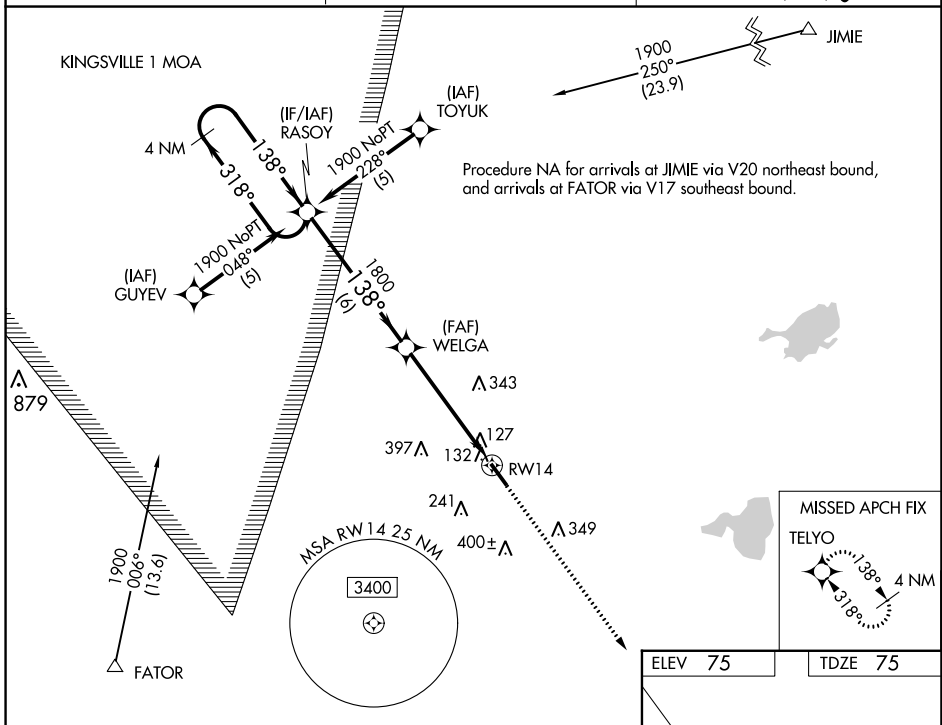 KINGSVILLE 1 MOA
JIMIE
1900
250°
(23.9)
(IAF)
TOYUK
(IF/IAF)
RASOY
4 NM
138°
318°
1900 NoPT
228°
(5)
Procedure NA for arrivals at JIMIE via V20 northeast bound,
and arrivals at FATOR via V17 southeast bound.
1900 NoPT
048°
(5)
(IAF)
GUYEV
1800
138°
(6)
(FAF)
WELGA
343
879
127
397
132
RW14
241
400±
349
MISSED APCH FIX
TELYO
138°
318°
4 NM
MSA RW14 25 NM
3400
1900
006°
(13.6)
FATOR
ELEV 75
TDZE 75